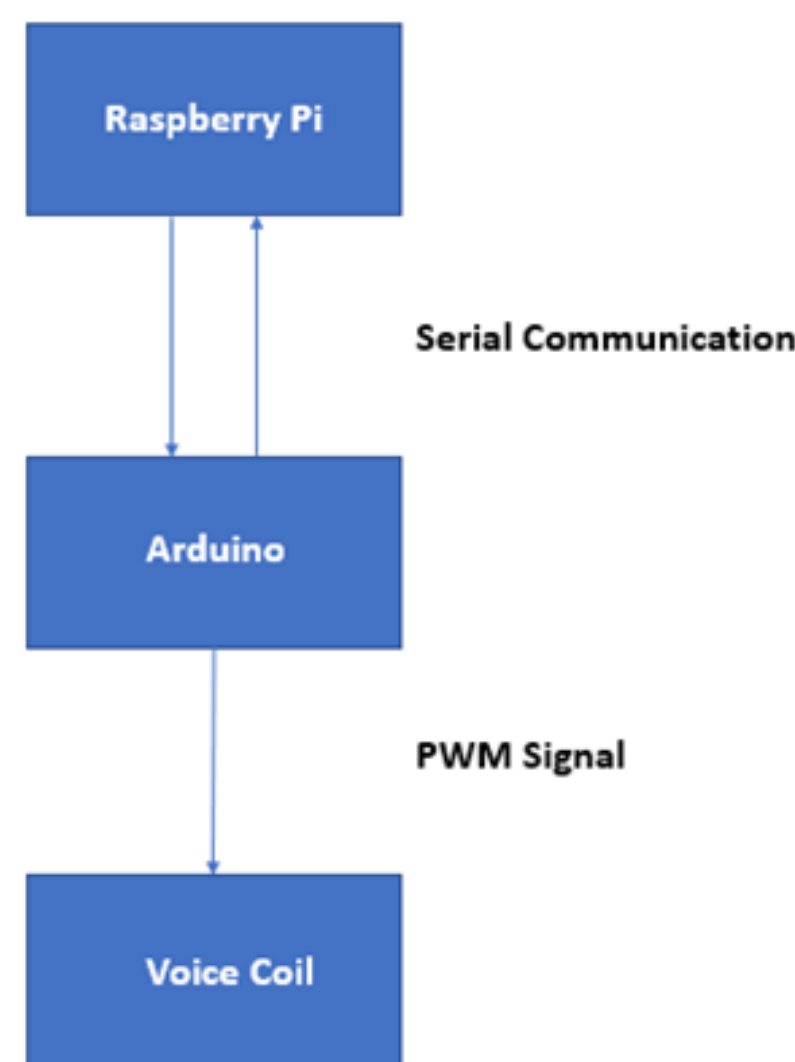 Raspberry Pi
Serial Communication
Arduino
PWM Signal
Voice Coil